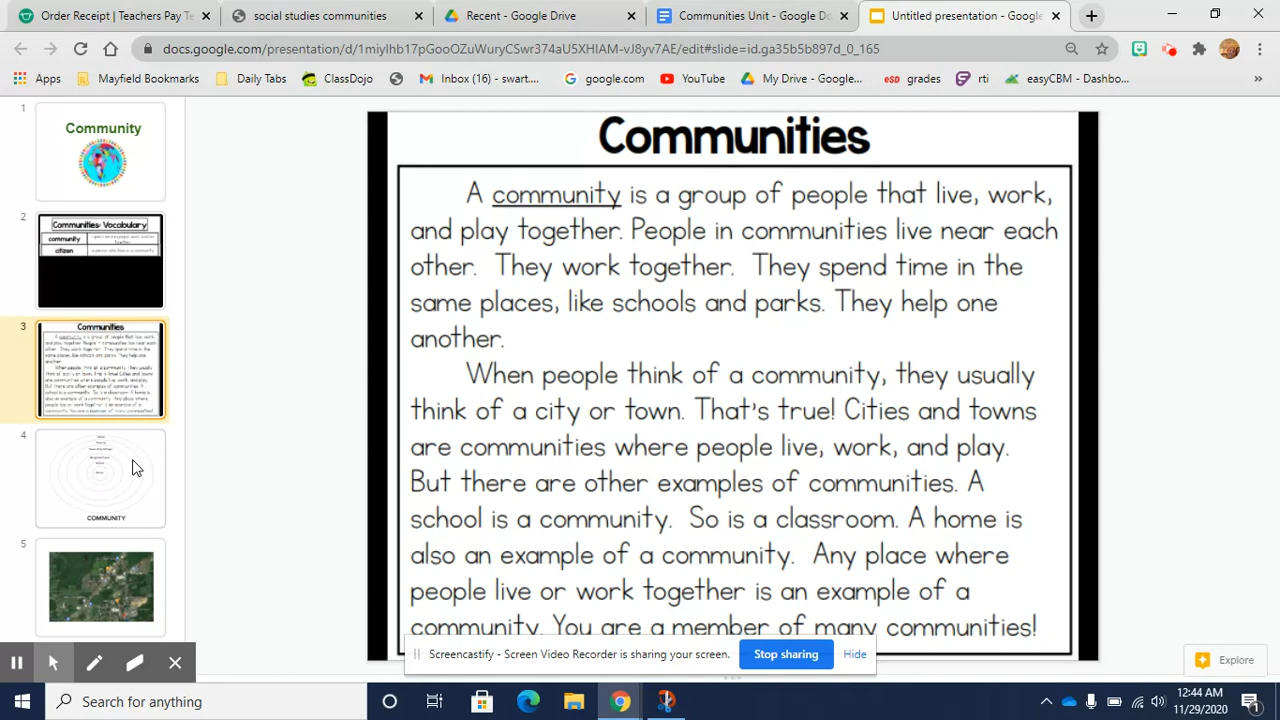 Order Receipt | Teachers Pay Te
social studies communities
Recent - Google Drive
Communities Unit - Google Do
Untitled presentation - Google
docs.google.com/presentation/d/1miyIhb17pGooOZuWuryCSwr374aU5XHIAM-vJ8yv7AE/edit#slide=id.ga35b5b897d_0_165
Apps
Mayfield Bookmarks
Daily Tabs
ClassDojo
Inbox (16) - swart....
google.com
YouTube
My Drive - Google...
esD grades
rti
easyCBM - Dashbo...
»
1
Community
2
Communities: Vocabulary
community
citizen
3
Communities
4
COMMUNITY
5
Communities
A community is a group of people that live, work,
and play together. People in communities live near each
other. They work together. They spend time in the
same places, like schools and parks. They help one
another.
When people think of a community, they usually
think of a city or town. That's true! Cities and towns
are communities where people live, work, and play.
But there are other examples of communities. A
school is a community. So is a classroom. A home is
also an example of a community. Any place where
people live or work together is an example of a
community. You are a member of many communities!
Screencastify - Screen Video Recorder is sharing your screen.
Stop sharing
Hide
Explore
Search for anything
12:44 AM
11/29/2020
1